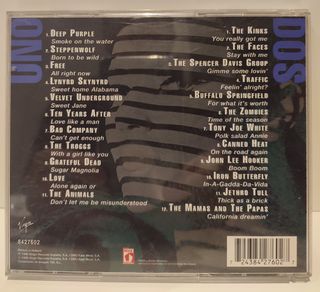 UNO
1. DEEP PURPLE
Smoke on the water
2. STEPPENWOLF
Born to be wild
3. FREE
All right now
4. LYNYRD SKYNYRD
Sweet home Alabama
5. VELVET UNDERGROUND
Sweet Jane
6. TEN YEARS AFTER
Love like a man
7. BAD COMPANY
Can't get enough
8. THE TROGGS
With a girl like you
9. GRATEFUL DEAD
Sugar Magnolia
10. LOVE
Alone again or
11. THE ANIMALS
Don't let me be misunderstood
DOS
1. THE KINKS
You really got me
2. THE FACES
Stay with me
3. THE SPENCER DAVIS GROUP
Gimme some lovin'
4. TRAFFIC
Feelin' alright?
5. BUFFALO SPRINGFIELD
For what's worth
6. THE ZOMBIES
Time of the season
7. TONY JOE WHITE
Polk salad Annie
8. CANNED HEAT
On the road again
9. JOHN LEE HOOKER
Boom Boom
10. IRON BUTTERFLY
In-A-Gadda-Da-Vida
11. JETHRO TULL
Thick as a brick
12. THE MAMAS AND THE PAPAS
California dreamin'
Virgin
8427602
7 24384 27602 7